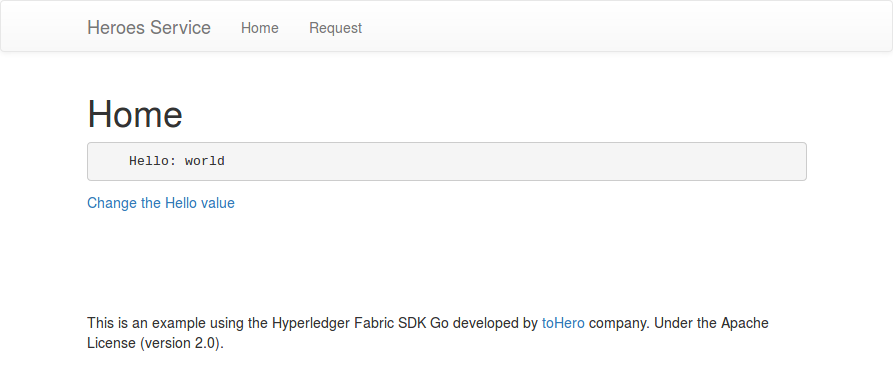 Heroes Service Home Request
Home
Hello: world
Change the Hello value
This is an example using the Hyperledger Fabric SDK Go developed by toHero company. Under the Apache
License (version 2.0).